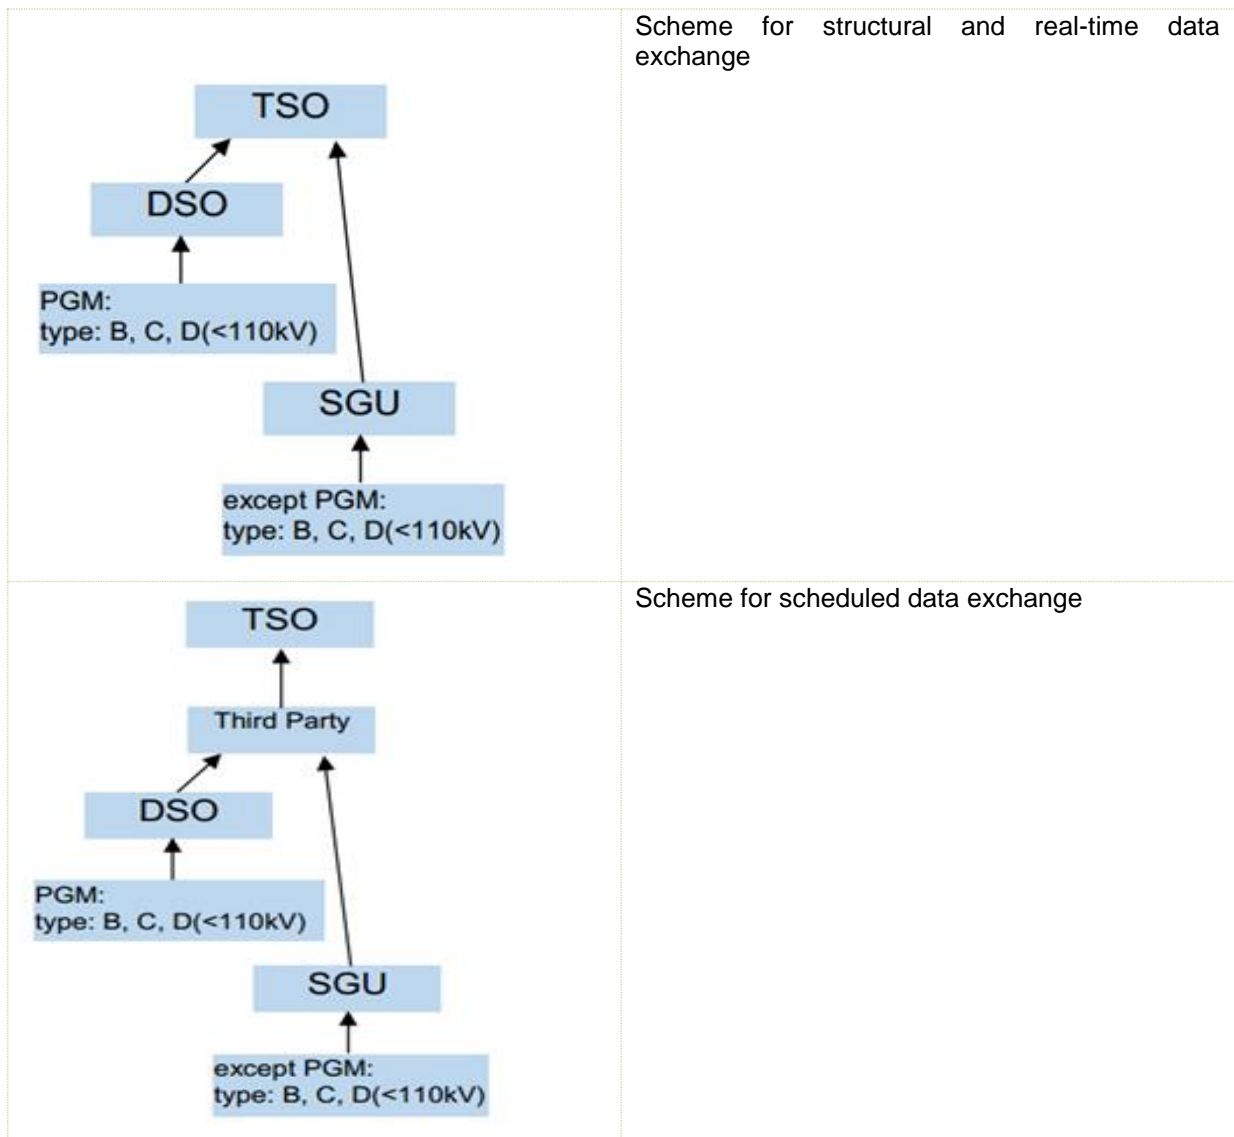 Scheme for structural and real-time data
exchange
TSO
DSO
PGM:
type: B, C, D(<110kV)
SGU
except PGM:
type: B, C, D(<110kV)
Scheme for scheduled data exchange
TSO
Third Party
DSO
PGM:
type: B, C, D(<110kV)
SGU
except PGM:
type: B, C, D(<110kV)